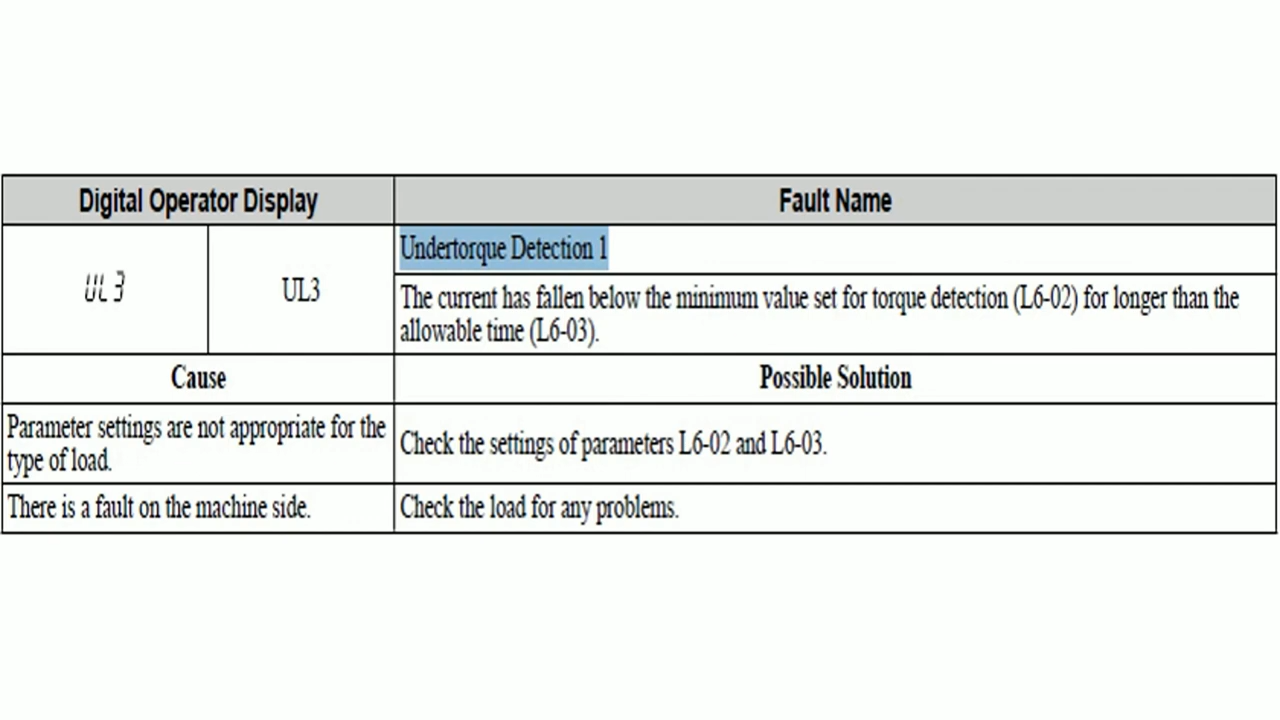 Digital Operator Display
Fault Name
UL3
UL3
Undertorque Detection 1
The current has fallen below the minimum value set for torque detection (L6-02) for longer than the
allowable time (L6-03).
Cause
Possible Solution
Parameter settings are not appropriate for the
type of load.
Check the settings of parameters L6-02 and L6-03.
There is a fault on the machine side.
Check the load for any problems.